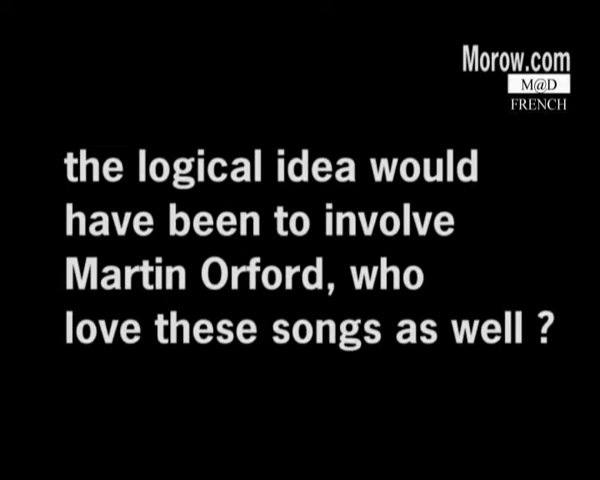 Morow.com
M@D
FRENCH
the logical idea would
have been to involve
Martin Orford, who
love these songs as well ?